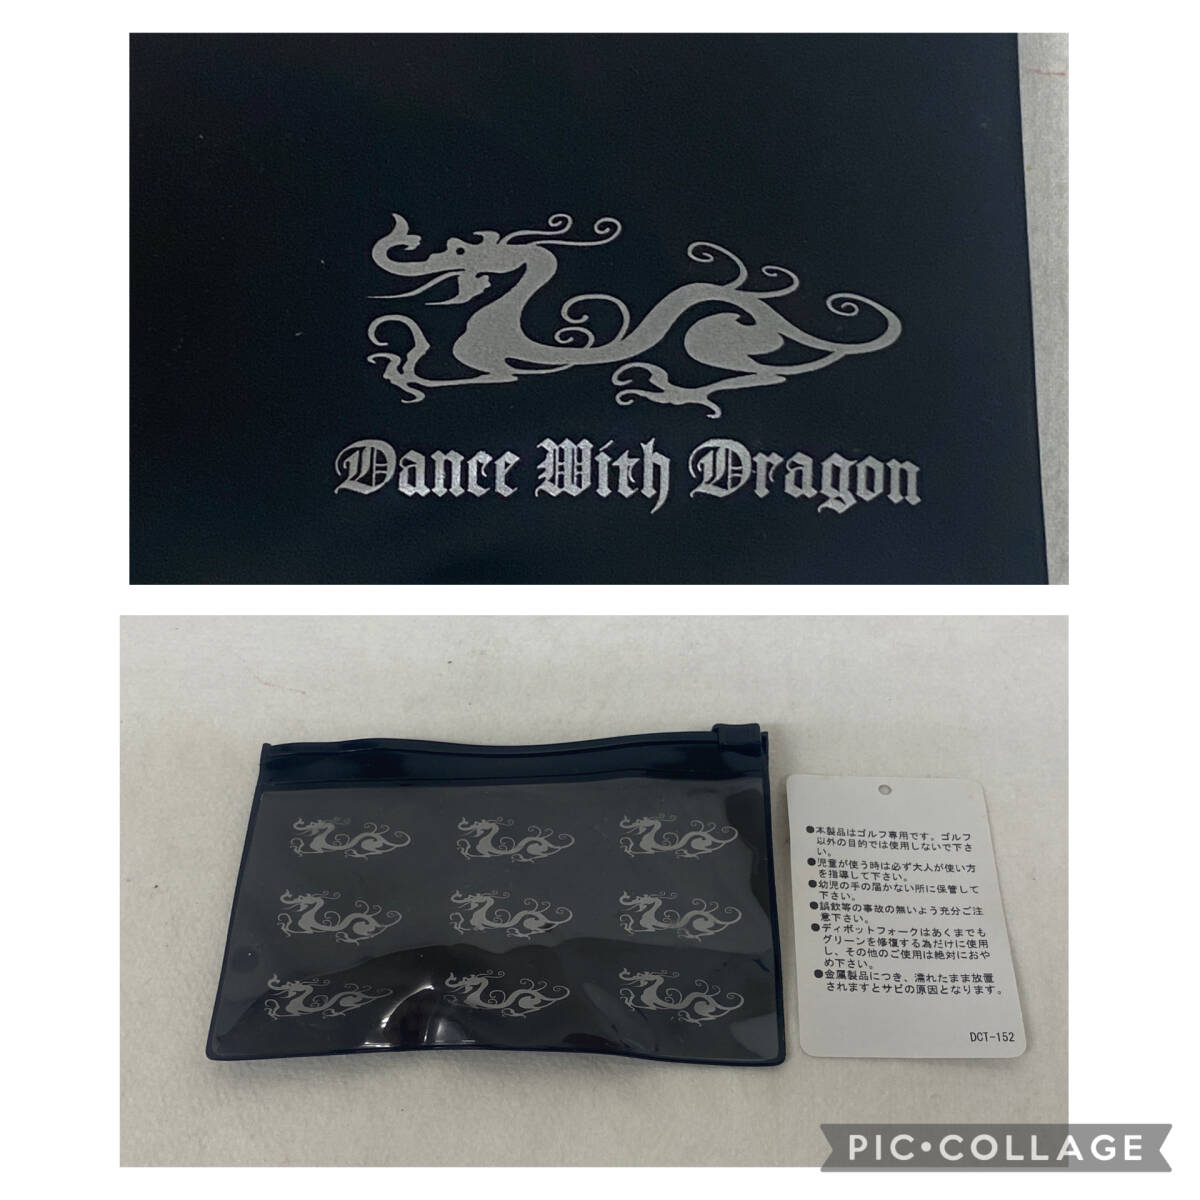 Dance With Dragon
●本製品はゴルフ専用です。ゴルフ
以外の目的では使用しないで下さ
い。
●児童が使う時は必ず大人が使い方
を指導して下さい。
●幼児の手の届かない所に保管して
下さい。
●誤飲等の事故の無いよう充分ご注
意下さい。
●ディボットフォークはあくまでも
グリーンを修復する為だけに使用
し、その他のご使用は絶対におや
め下さい。
●金属製品につき、濡れたまま放置
されますとサビの原因となります。
DCT-152
PIC•COLLAGE